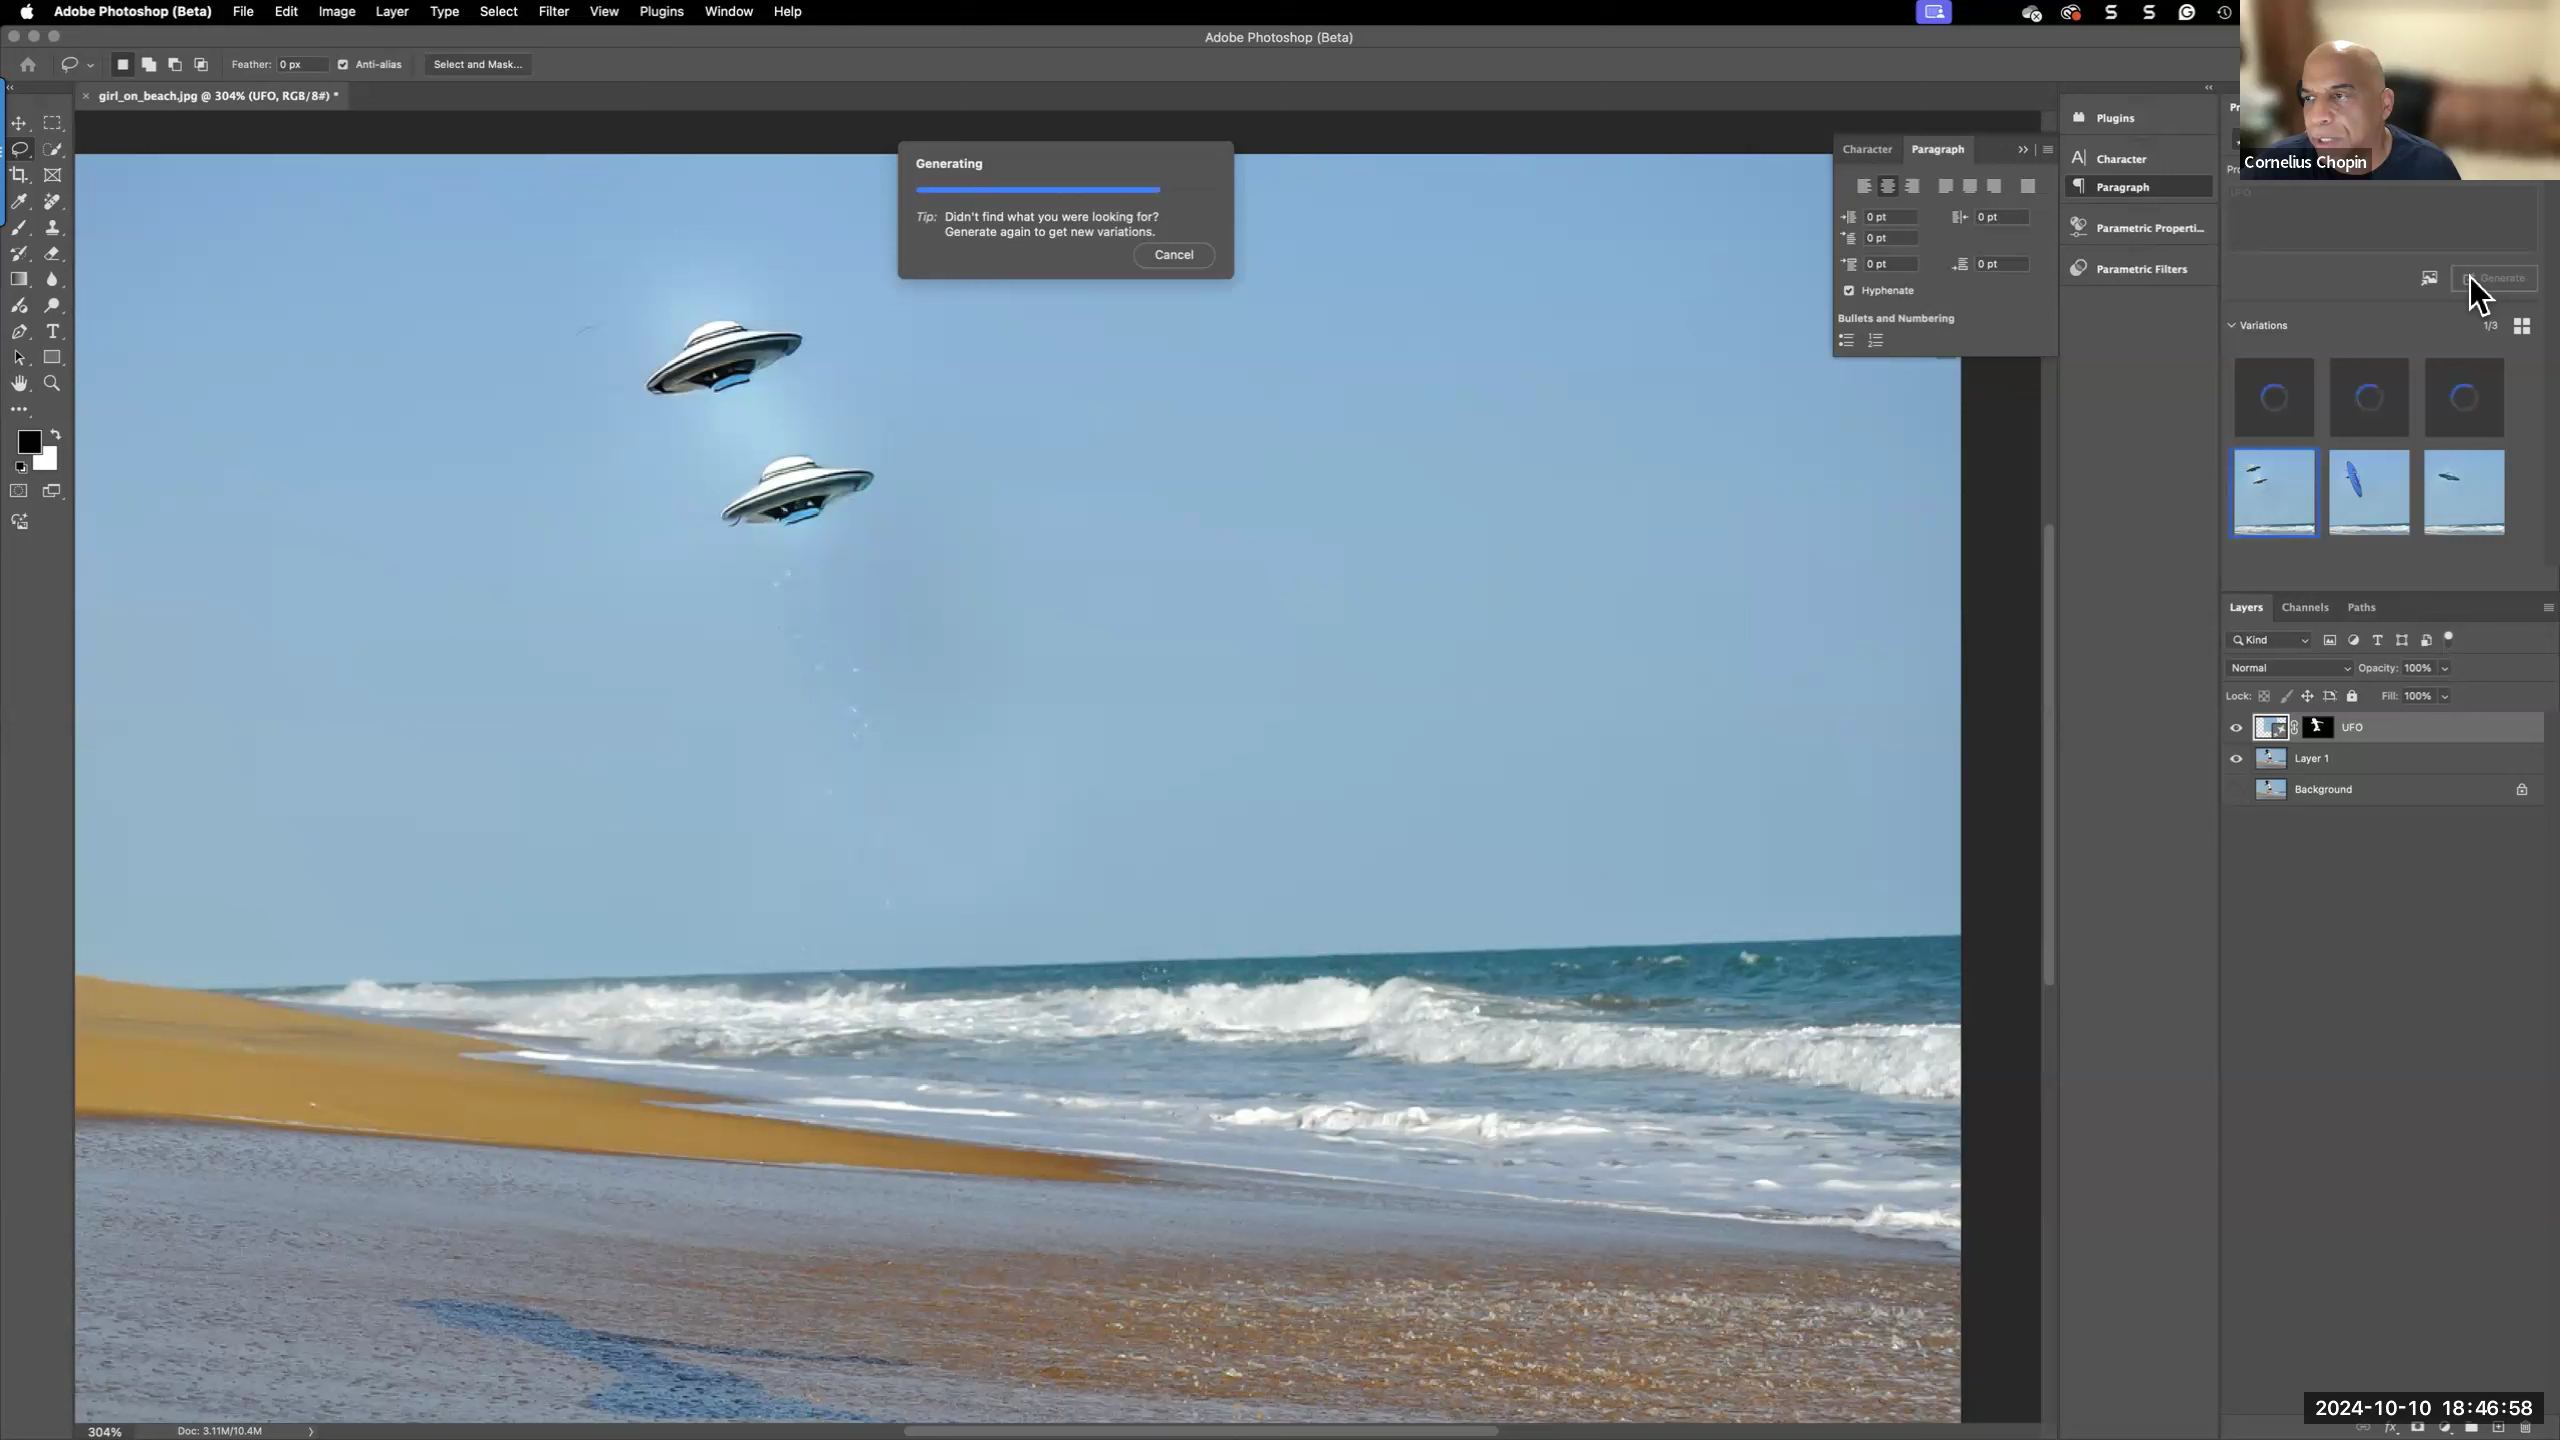 Adobe Photoshop (Beta) File Edit Image Layer Type Select Filter View Plugins Window Help
Adobe Photoshop (Beta)
Feather: 0 px Anti-alias Select and Mask...
girl_on_beach.jpg @ 304% (UFO, RGB/8#) *
Generating
Tip: Didn't find what you were looking for?
Generate again to get new variations.
Cancel
Character Paragraph
0 pt 0 pt
0 pt
0 pt 0 pt
Hyphenate
Bullets and Numbering
Plugins
Character
Paragraph
Parametric Properti...
Parametric Filters
Cornelius Chopin
UFO
Generate
Variations 1/3
Layers Channels Paths
Kind
Normal Opacity: 100%
Lock: Fill: 100%
UFO
Layer 1
Background
304% Doc: 3.11M/10.4M
2024-10-10 18:46:58